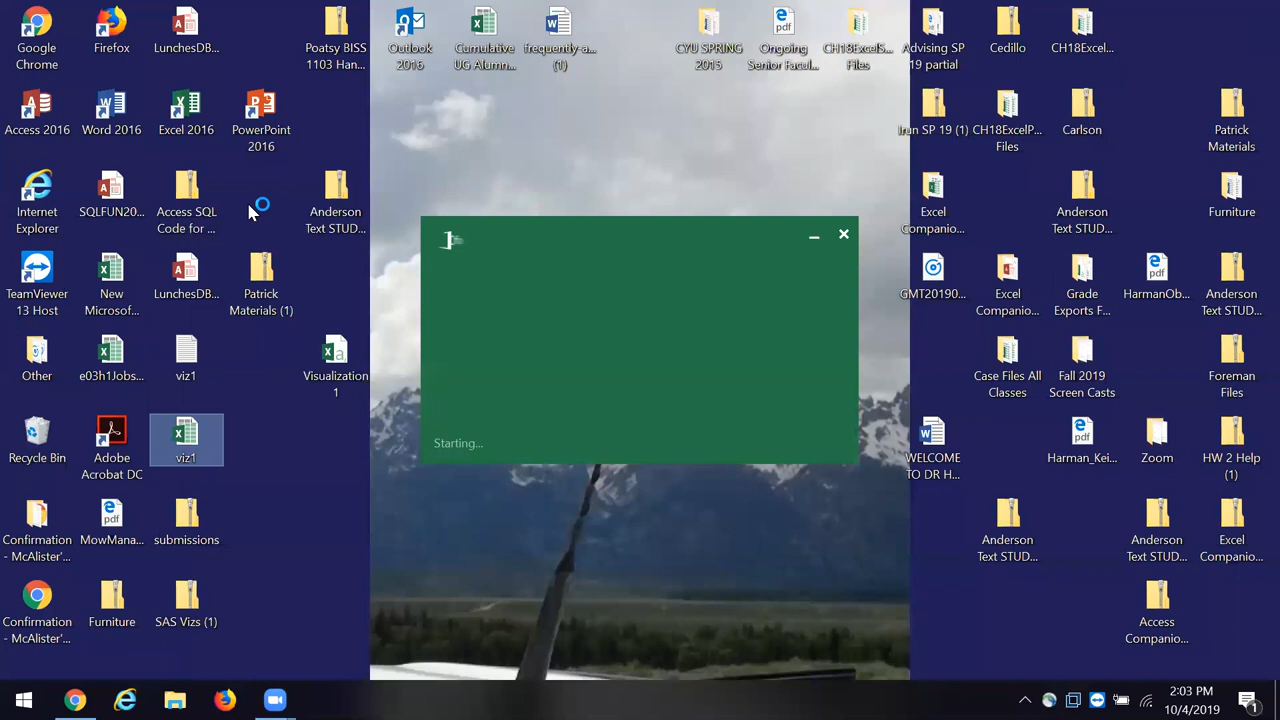 Google
Chrome
Firefox
LunchesDB...
Poatsy BISS
1103 Han...
Outlook
2016
Cumulative
UG Alumn...
frequently-a...
(1)
CYU SPRING
2015
Ongoing
Senior Facul...
CH18ExcelS...
Files
Advising SP
19 partial
Cedillo
CH18Excel...
Access 2016
Word 2016
Excel 2016
PowerPoint
2016
Irun SP 19 (1)
CH18ExcelP...
Files
Carlson
Patrick
Materials
Internet
Explorer
SQLFUN20...
Access SQL
Code for ...
Anderson
Text STUD...
Excel
Companio...
Anderson
Text STUD...
Furniture
TeamViewer
13 Host
New
Microsof...
LunchesDB...
Patrick
Materials (1)
GMT20190...
Excel
Companio...
Grade
Exports F...
HarmanOb...
Anderson
Text STUD...
Other
e03h1Jobs...
viz1
Visualization
1
Case Files All
Classes
Fall 2019
Screen Casts
Foreman
Files
Starting...
Recycle Bin
Adobe
Acrobat DC
viz1
WELCOME
TO DR H...
Harman_Kei...
Zoom
HW 2 Help
(1)
Confirmation
- McAlister'...
MowMana...
submissions
Anderson
Text STUD...
Anderson
Text STUD...
Excel
Companio...
Confirmation
- McAlister'...
Furniture
SAS Vizs (1)
Access
Companio...
2:03 PM
10/4/2019
1